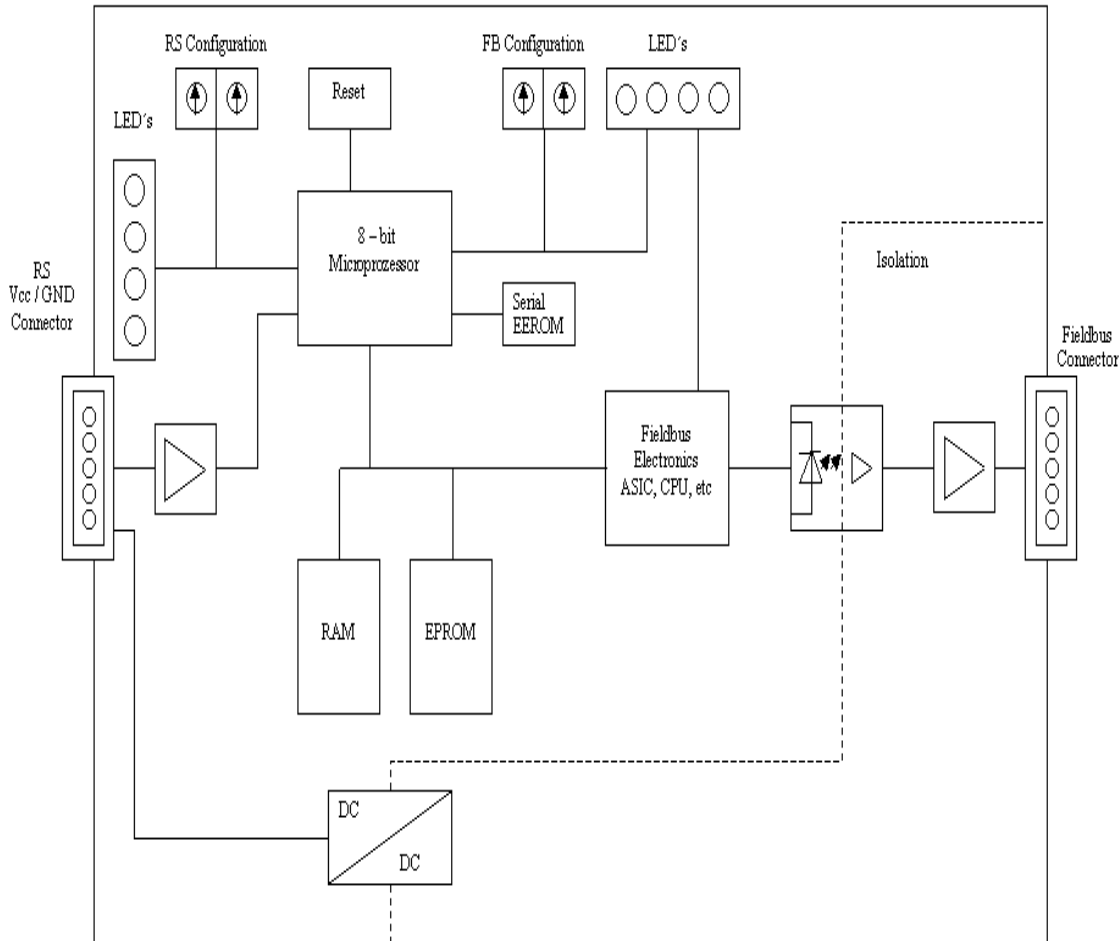 RS Configuration
FB Configuration
LED´s
Reset
LED´s
8 – bit
Microprozessor
Isolation
RS
Vcc / GND
Connector
Serial
EEROM
Fieldbus
Connector
Fieldbus
Electronics
ASIC, CPU, etc
RAM
EPROM
DC
DC